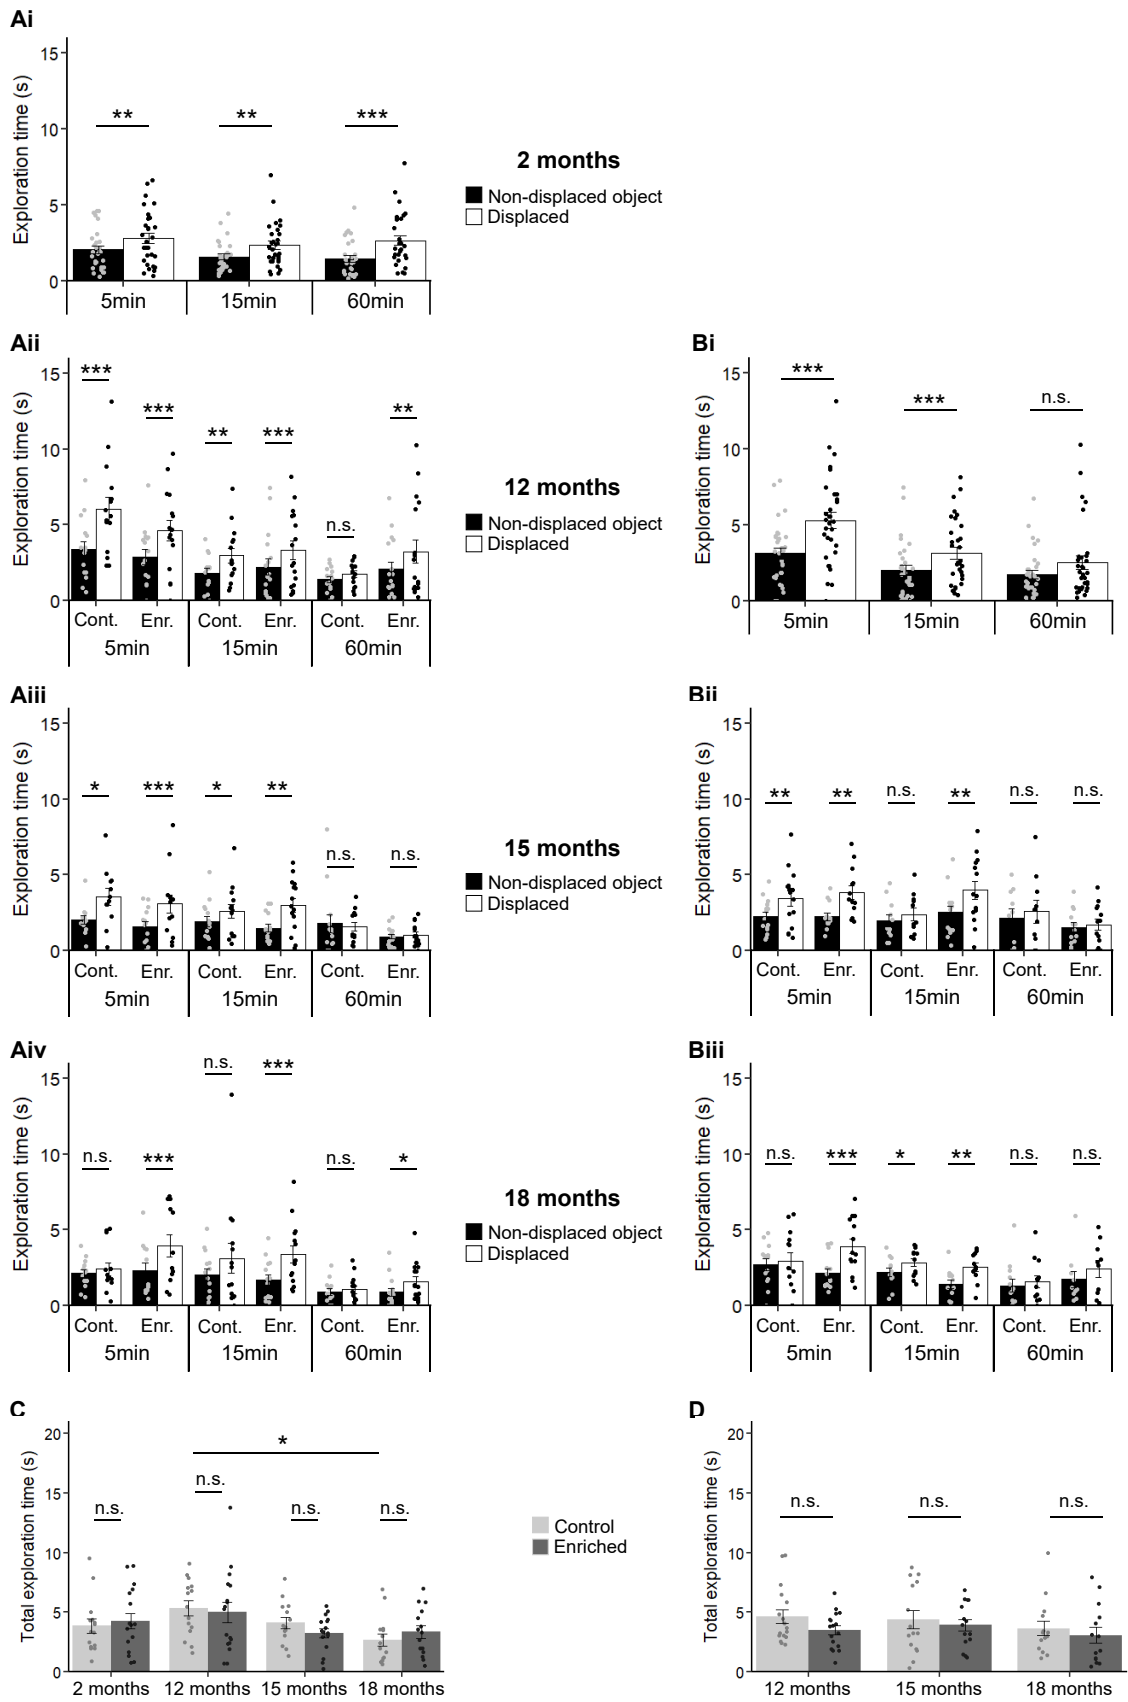 Ai
Exploration time (s)
15
10
5
0
** ** ***
5min 15min 60min
2 months
Non-displaced object
Displaced
Aii
Exploration time (s)
15
10
5
0
*** *** ** *** n.s. **
Cont. Enr. Cont. Enr. Cont. Enr.
5min 15min 60min
12 months
Non-displaced object
Displaced
Bi
Exploration time (s)
15
10
5
0
*** *** n.s.
5min 15min 60min
Aiii
Exploration time (s)
15
10
5
0
* *** * ** n.s. n.s.
Cont. Enr. Cont. Enr. Cont. Enr.
5min 15min 60min
15 months
Non-displaced object
Displaced
Bii
Exploration time (s)
15
10
5
0
** ** n.s. ** n.s. n.s.
Cont. Enr. Cont. Enr. Cont. Enr.
5min 15min 60min
Aiv
Exploration time (s)
15
10
5
0
n.s. *** n.s. *** n.s. *
Cont. Enr. Cont. Enr. Cont. Enr.
5min 15min 60min
18 months
Non-displaced object
Displaced
Biii
Exploration time (s)
15
10
5
0
n.s. *** * ** n.s. n.s.
Cont. Enr. Cont. Enr. Cont. Enr.
5min 15min 60min
C
Total exploration time (s)
20
15
10
5
0
*
n.s. n.s. n.s. n.s.
2 months 12 months 15 months 18 months
Control
Enriched
D
Total exploration time (s)
20
15
10
5
0
n.s. n.s. n.s.
12 months 15 months 18 months